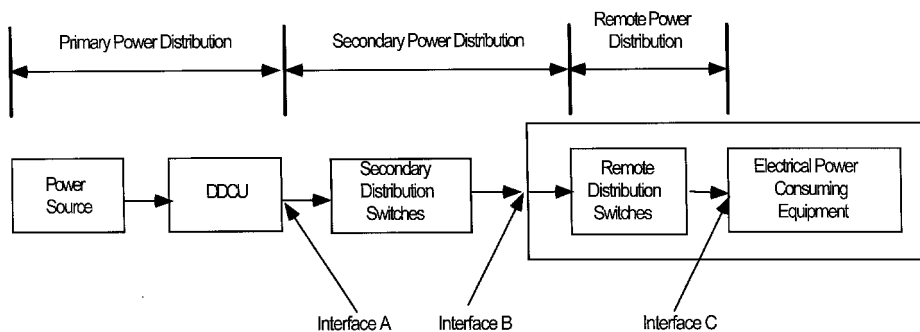 Primary Power Distribution
Secondary Power Distribution
Remote Power
Distribution
Power
Source
DDCU
Secondary
Distribution
Switches
Remote
Distribution
Switches
Electrical Power
Consuming
Equipment
Interface A
Interface B
Interface C